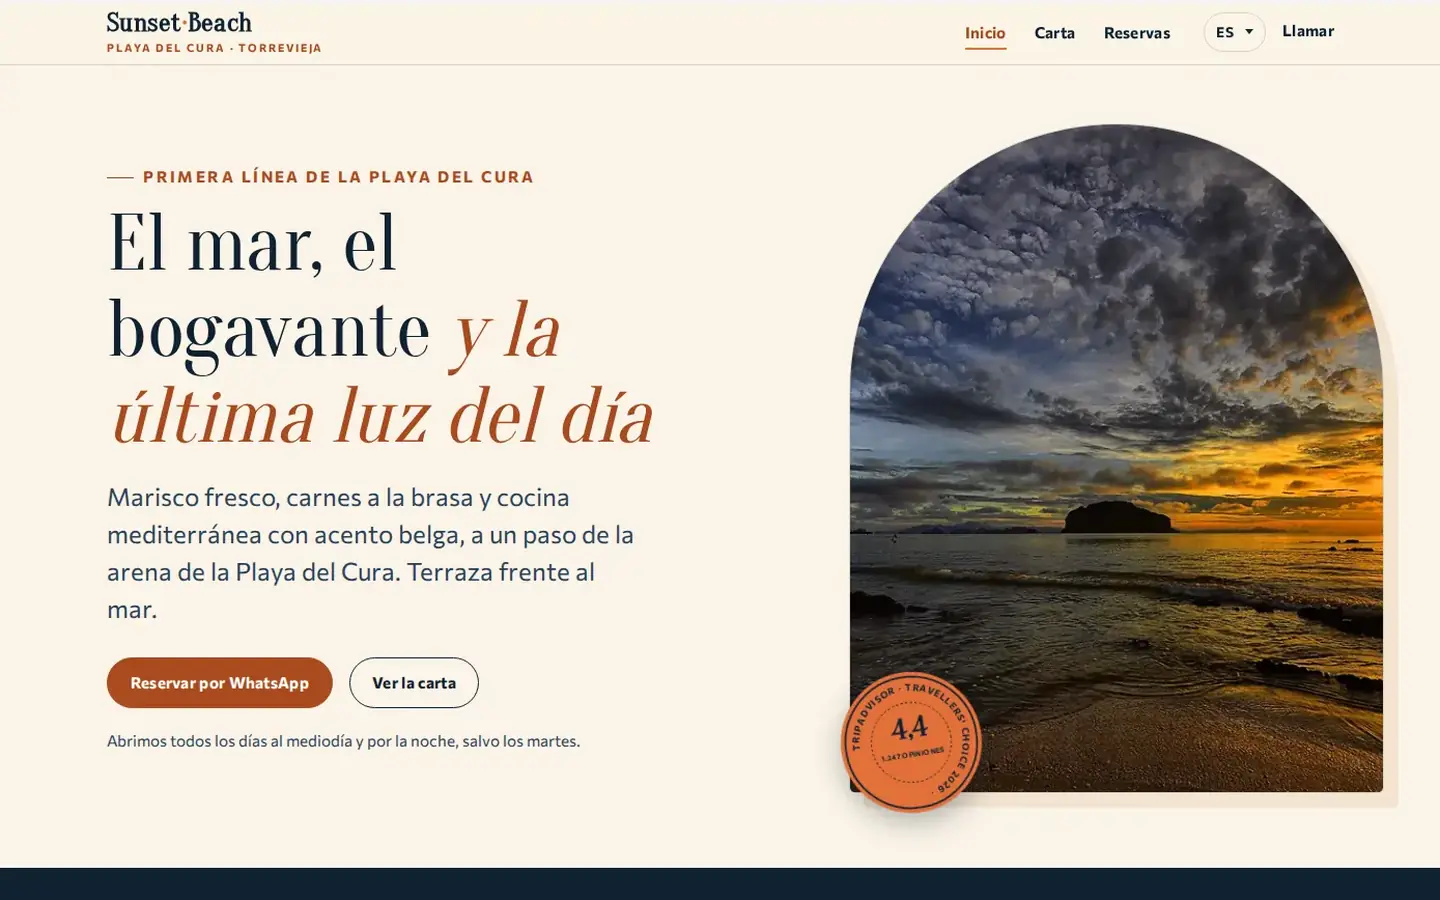 Sunset·Beach
PLAYA DEL CURA · TORREVIEJA
Inicio
Carta
Reservas
ES
Llamar
PRIMERA LÍNEA DE LA PLAYA DEL CURA
El mar, el
bogavante y la
última luz del día
Marisco fresco, carnes a la brasa y cocina
mediterránea con acento belga, a un paso de la
arena de la Playa del Cura. Terraza frente al
mar.
Reservar por WhatsApp
Ver la carta
Abrimos todos los días al mediodía y por la noche, salvo los martes.
TRIPADVISOR · TRAVELLERS' CHOICE 2026 ·
4,4
1.247 OPINIONES